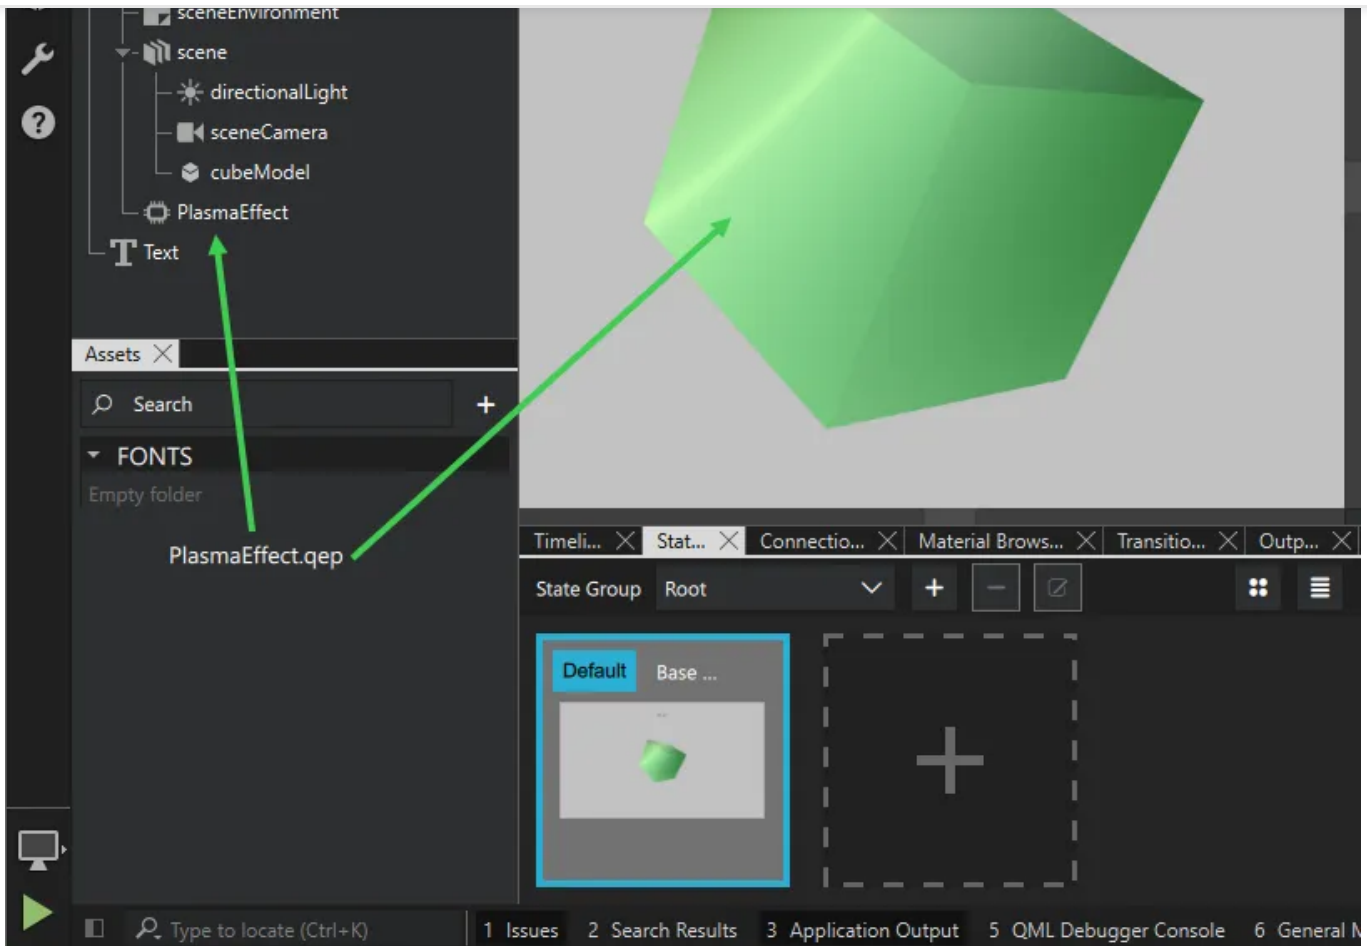 sceneEnvironment
scene
directionalLight
sceneCamera
cubeModel
PlasmaEffect
Text
Assets
Search
FONTS
Empty folder
PlasmaEffect.qep
Timeli... Stat... Connectio... Material Brows... Transitio... Outp...
State Group Root
Default Base ...
Type to locate (Ctrl+K) 1 Issues 2 Search Results 3 Application Output 5 QML Debugger Console 6 General M